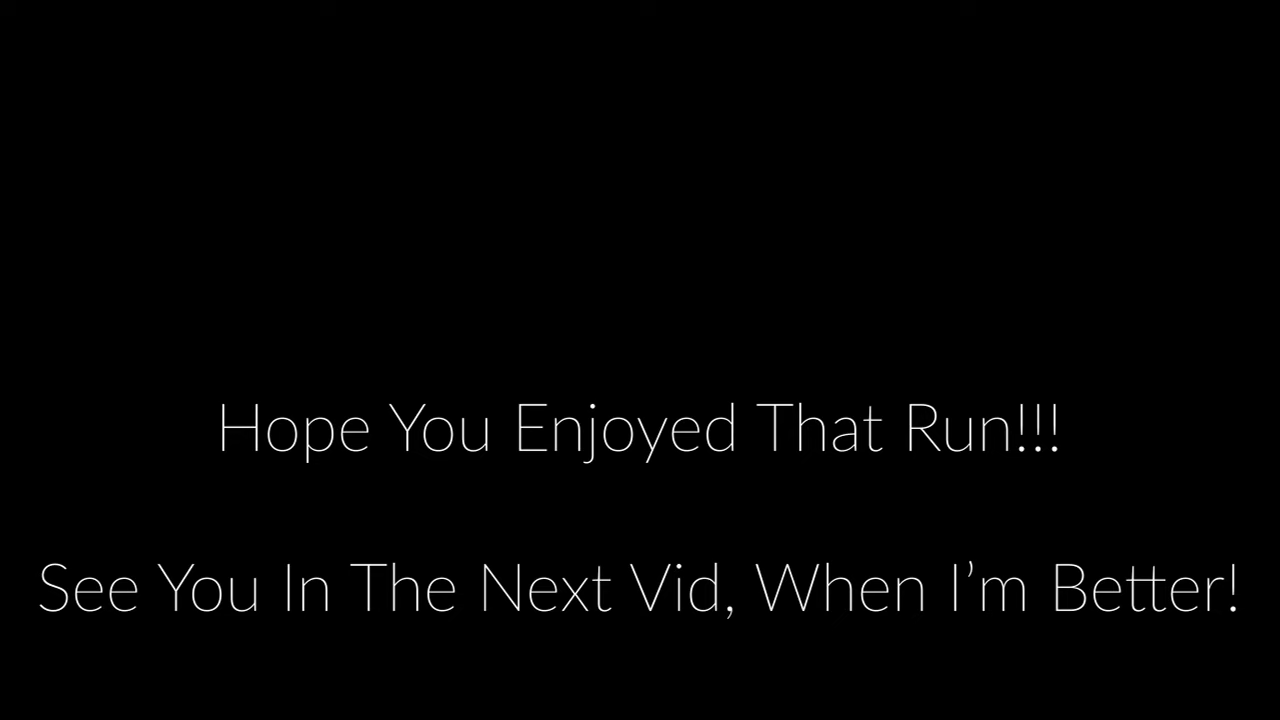 Hope You Enjoyed That Run!!!
See You In The Next Vid, When I’m Better!